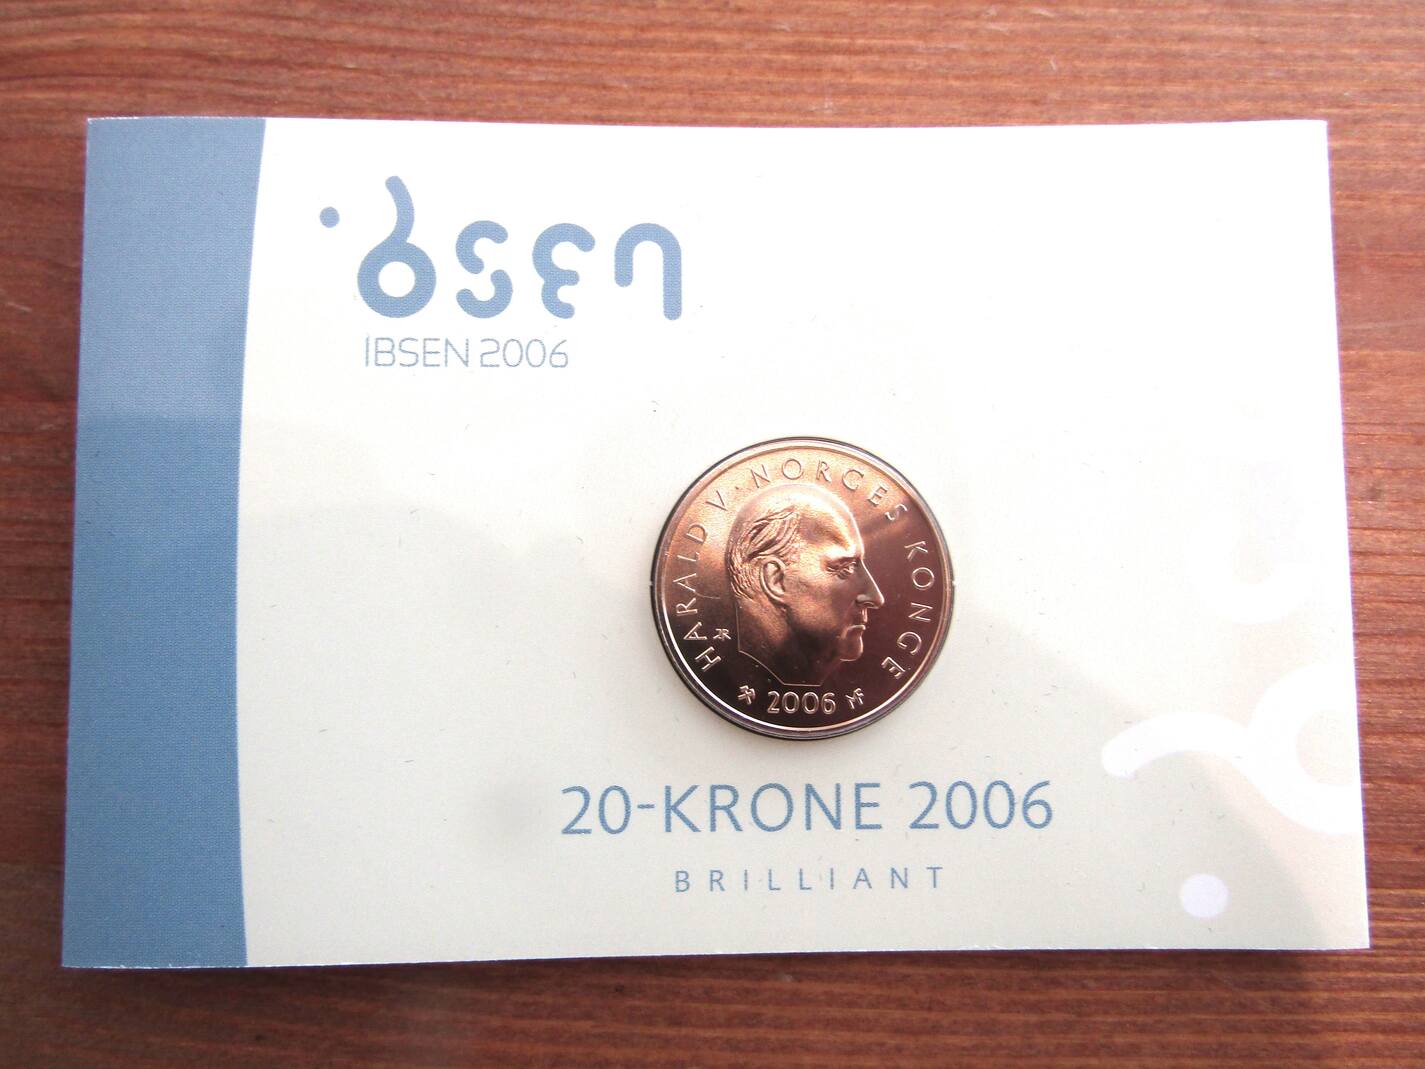 ibsen
IBSEN 2006
HARALD V · NORGES KONGE
2006
20-KRONE 2006
BRILLIANT